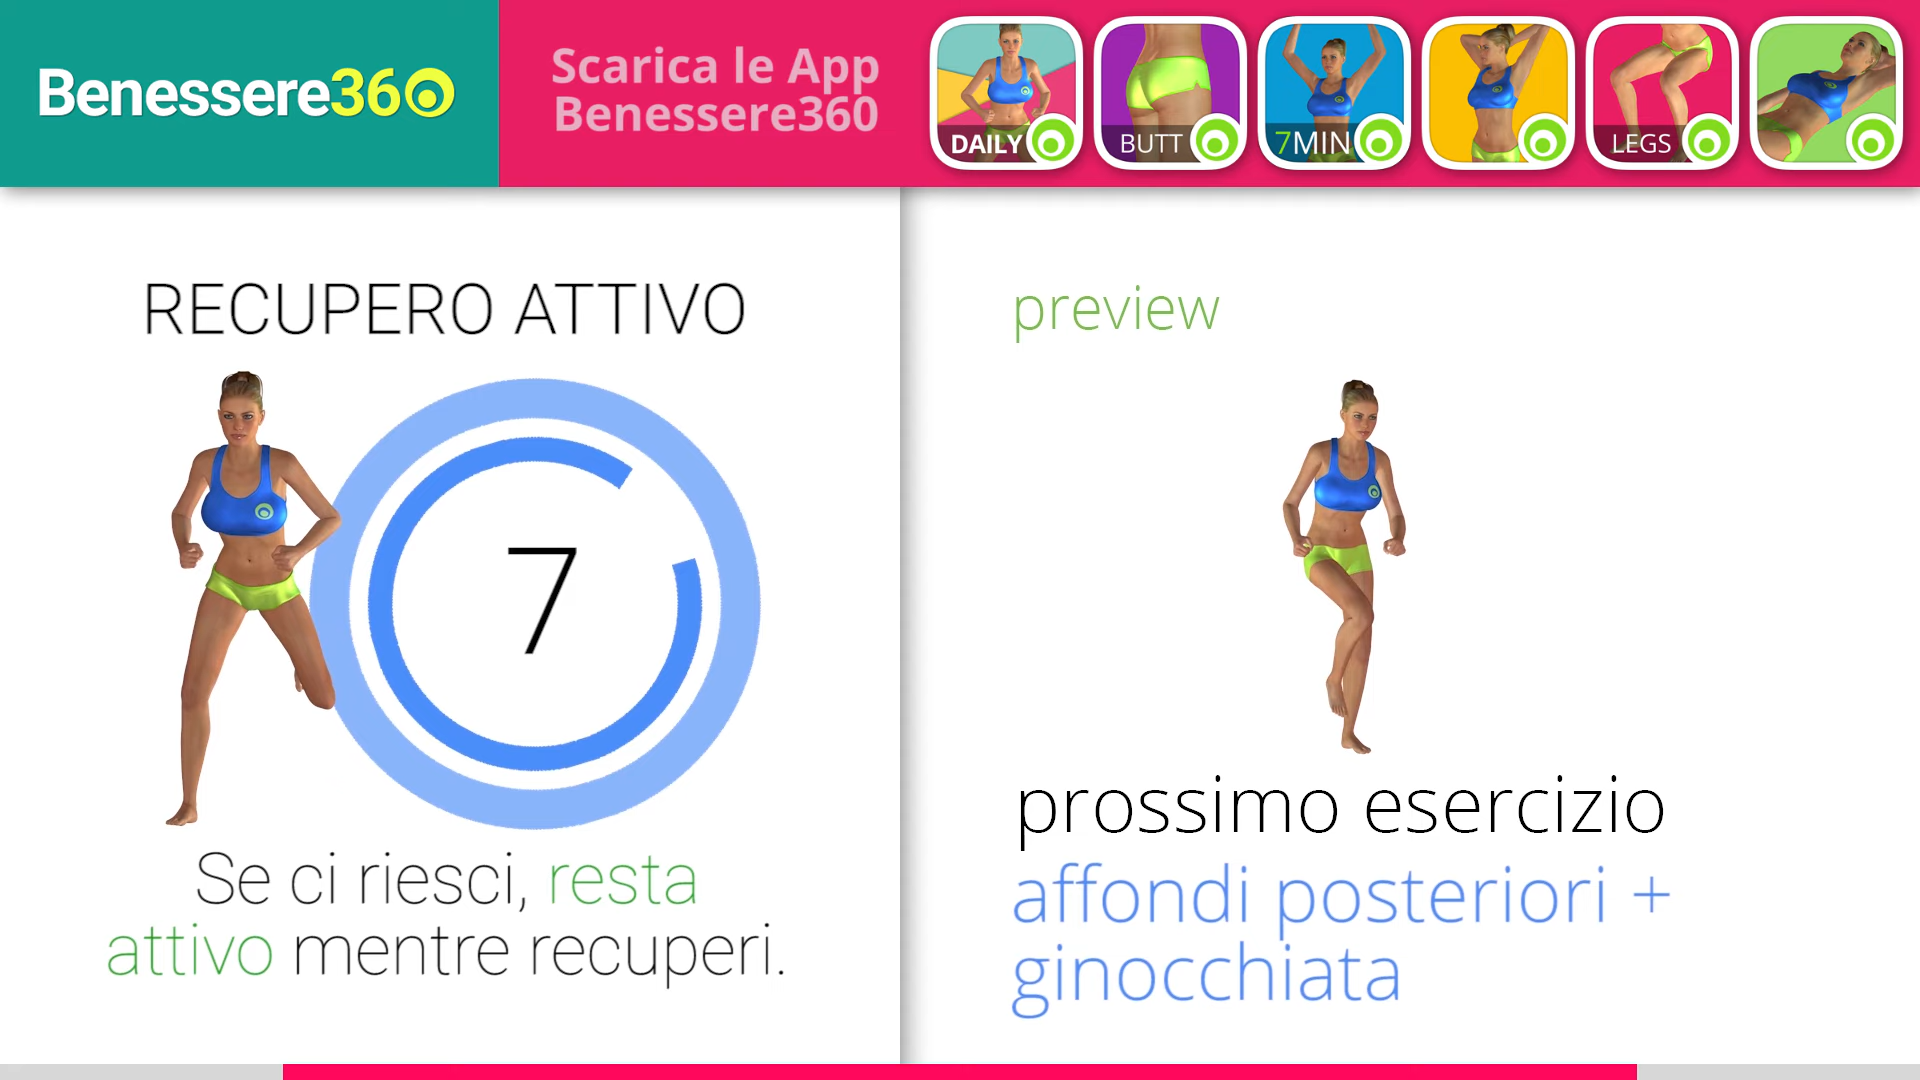 Benessere360
Scarica le App
Benessere360
DAILY
BUTT
7MIN
LEGS
RECUPERO ATTIVO
7
Se ci riesci, resta
attivo mentre recuperi.
preview
prossimo esercizio
affondi posteriori +
ginocchiata